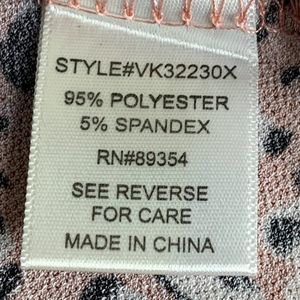 STYLE#VK32230X
95% POLYESTER
5% SPANDEX
RN#89354
SEE REVERSE
FOR CARE
MADE IN CHINA